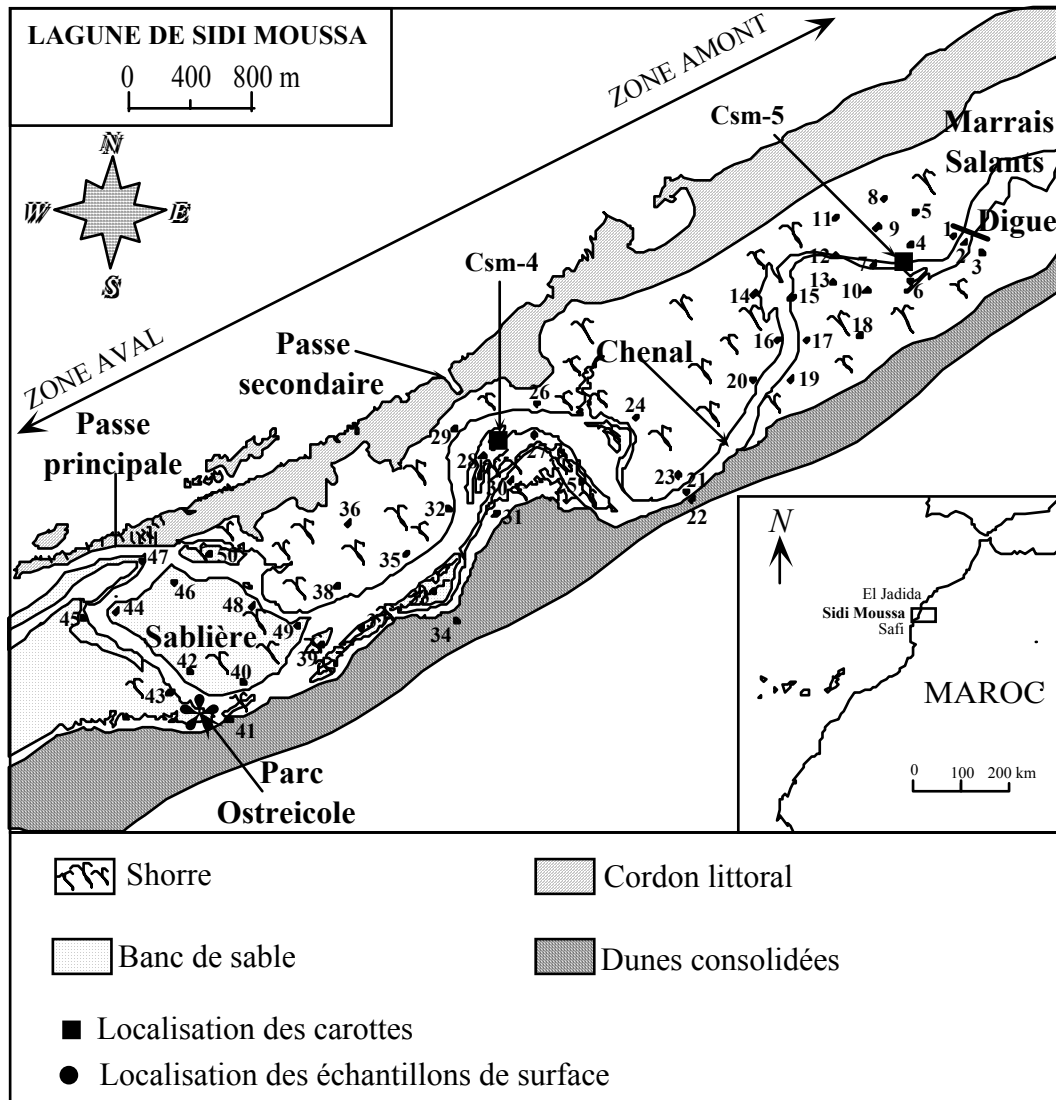 LAGUNE DE SIDI MOUSSA
0 400 800 m
N
W E
S
ZONE AMONT
ZONE AVAL
Csm-5
Marrais
Salants
Digue
Csm-4
Passe
secondaire
Chenal
Passe
principale
8
5
11
9
1
4
2
3
12
7
6
13
10
14
15
16
17
18
20
19
26
24
29
27
28
23
21
22
30
5
31
32
36
35
38
34
47
50
46
48
44
45
49
39
42
40
43
41
Sablière
Parc
Ostreicole
N
El Jadida
Sidi Moussa
Safi
MAROC
0 100 200 km
Shorre
Cordon littoral
Banc de sable
Dunes consolidées
Localisation des carottes
Localisation des échantillons de surface